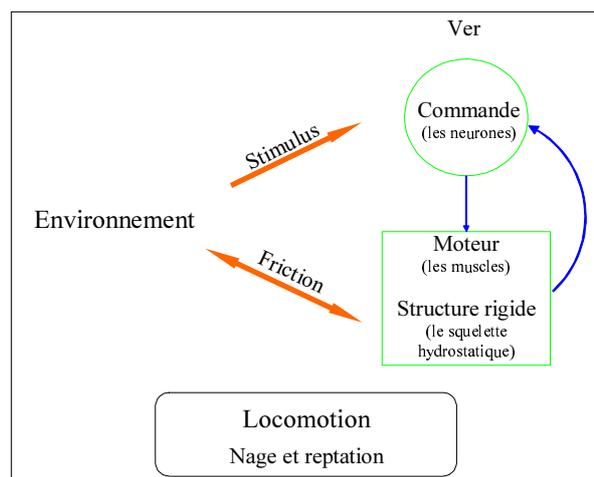 Ver
Commande
(les neurones)
Stimulus
Environnement
Friction
Moteur
(les muscles)
Structure rigide
(le squelette
hydrostatique)
Locomotion
Nage et reptation